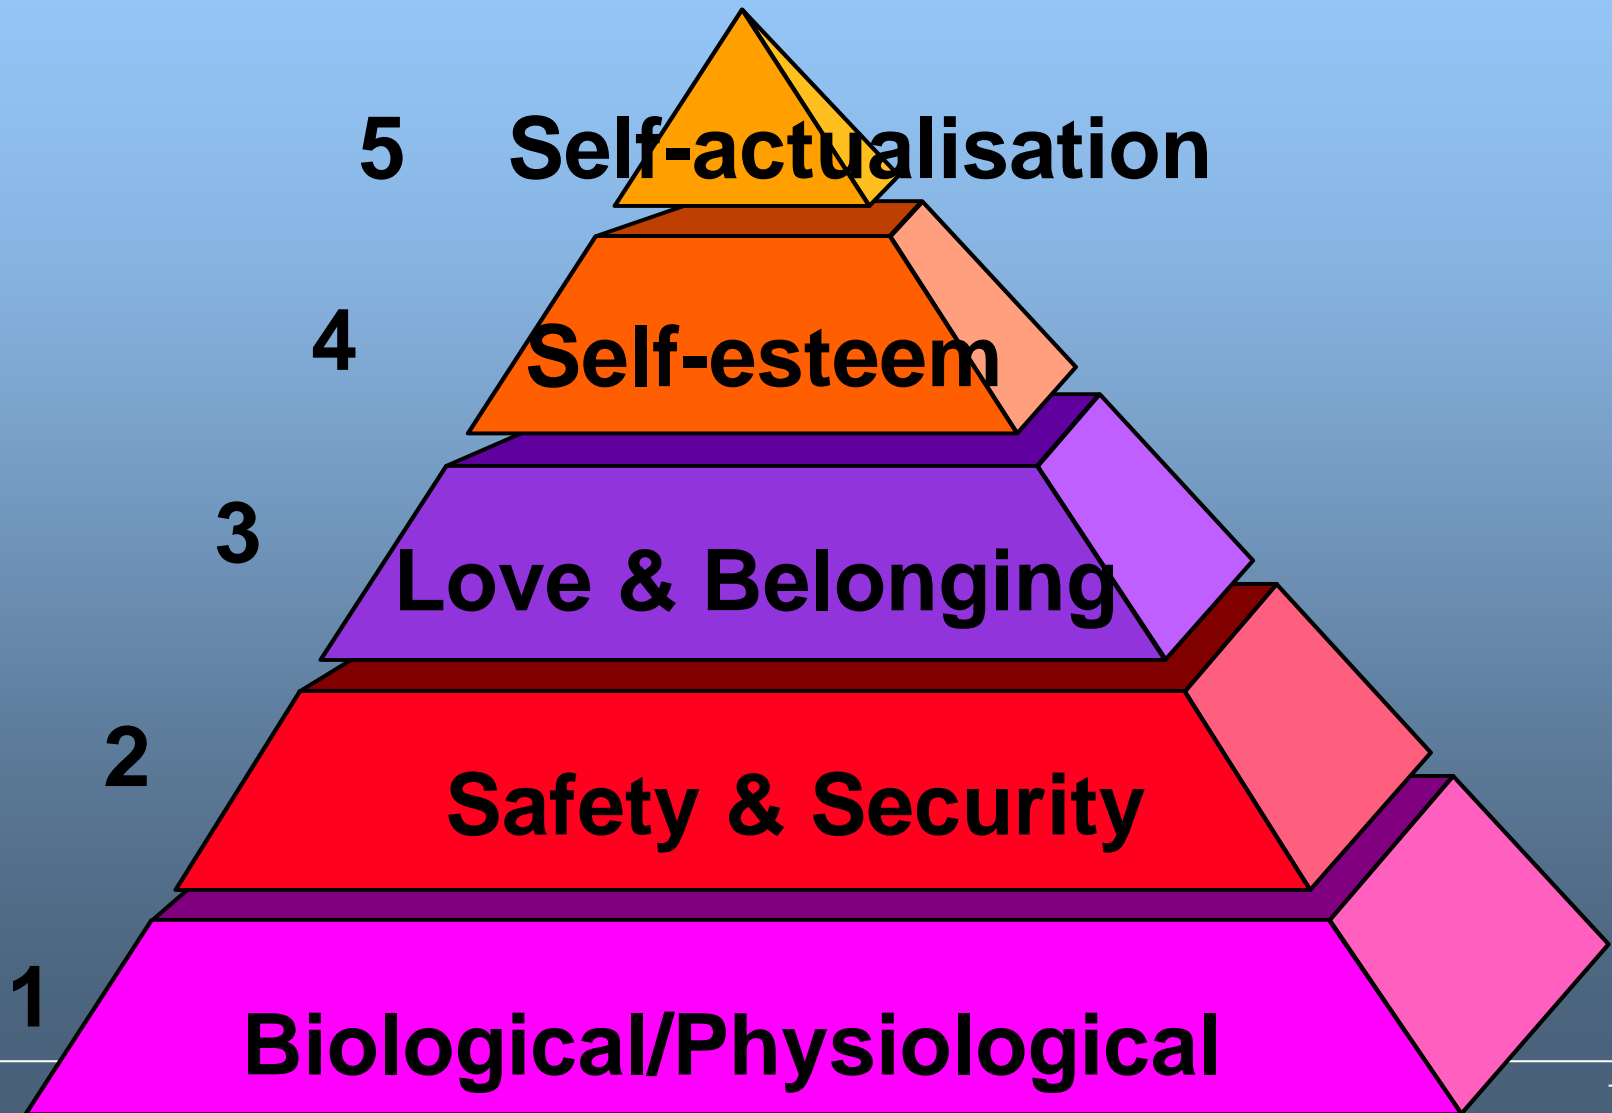 5 Self-actualisation
4 Self-esteem
3 Love & Belonging
2 Safety & Security
1 Biological/Physiological